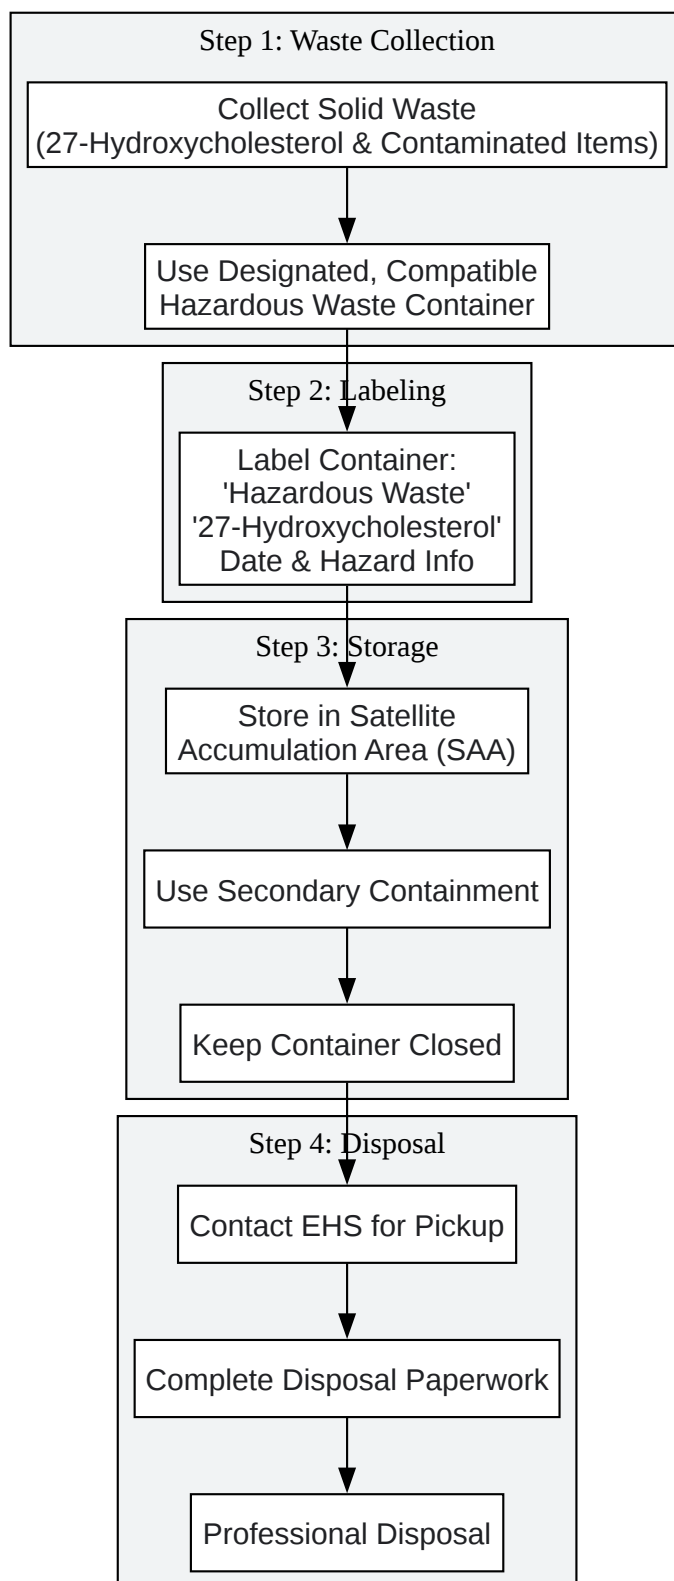 Step 1: Waste Collection
Collect Solid Waste
(27-Hydroxycholesterol & Contaminated Items)
Use Designated, Compatible
Hazardous Waste Container
Step 2: Labeling
Label Container:
'Hazardous Waste'
'27-Hydroxycholesterol'
Date & Hazard Info
Step 3: Storage
Store in Satellite
Accumulation Area (SAA)
Use Secondary Containment
Keep Container Closed
Step 4: Disposal
Contact EHS for Pickup
Complete Disposal Paperwork
Professional Disposal